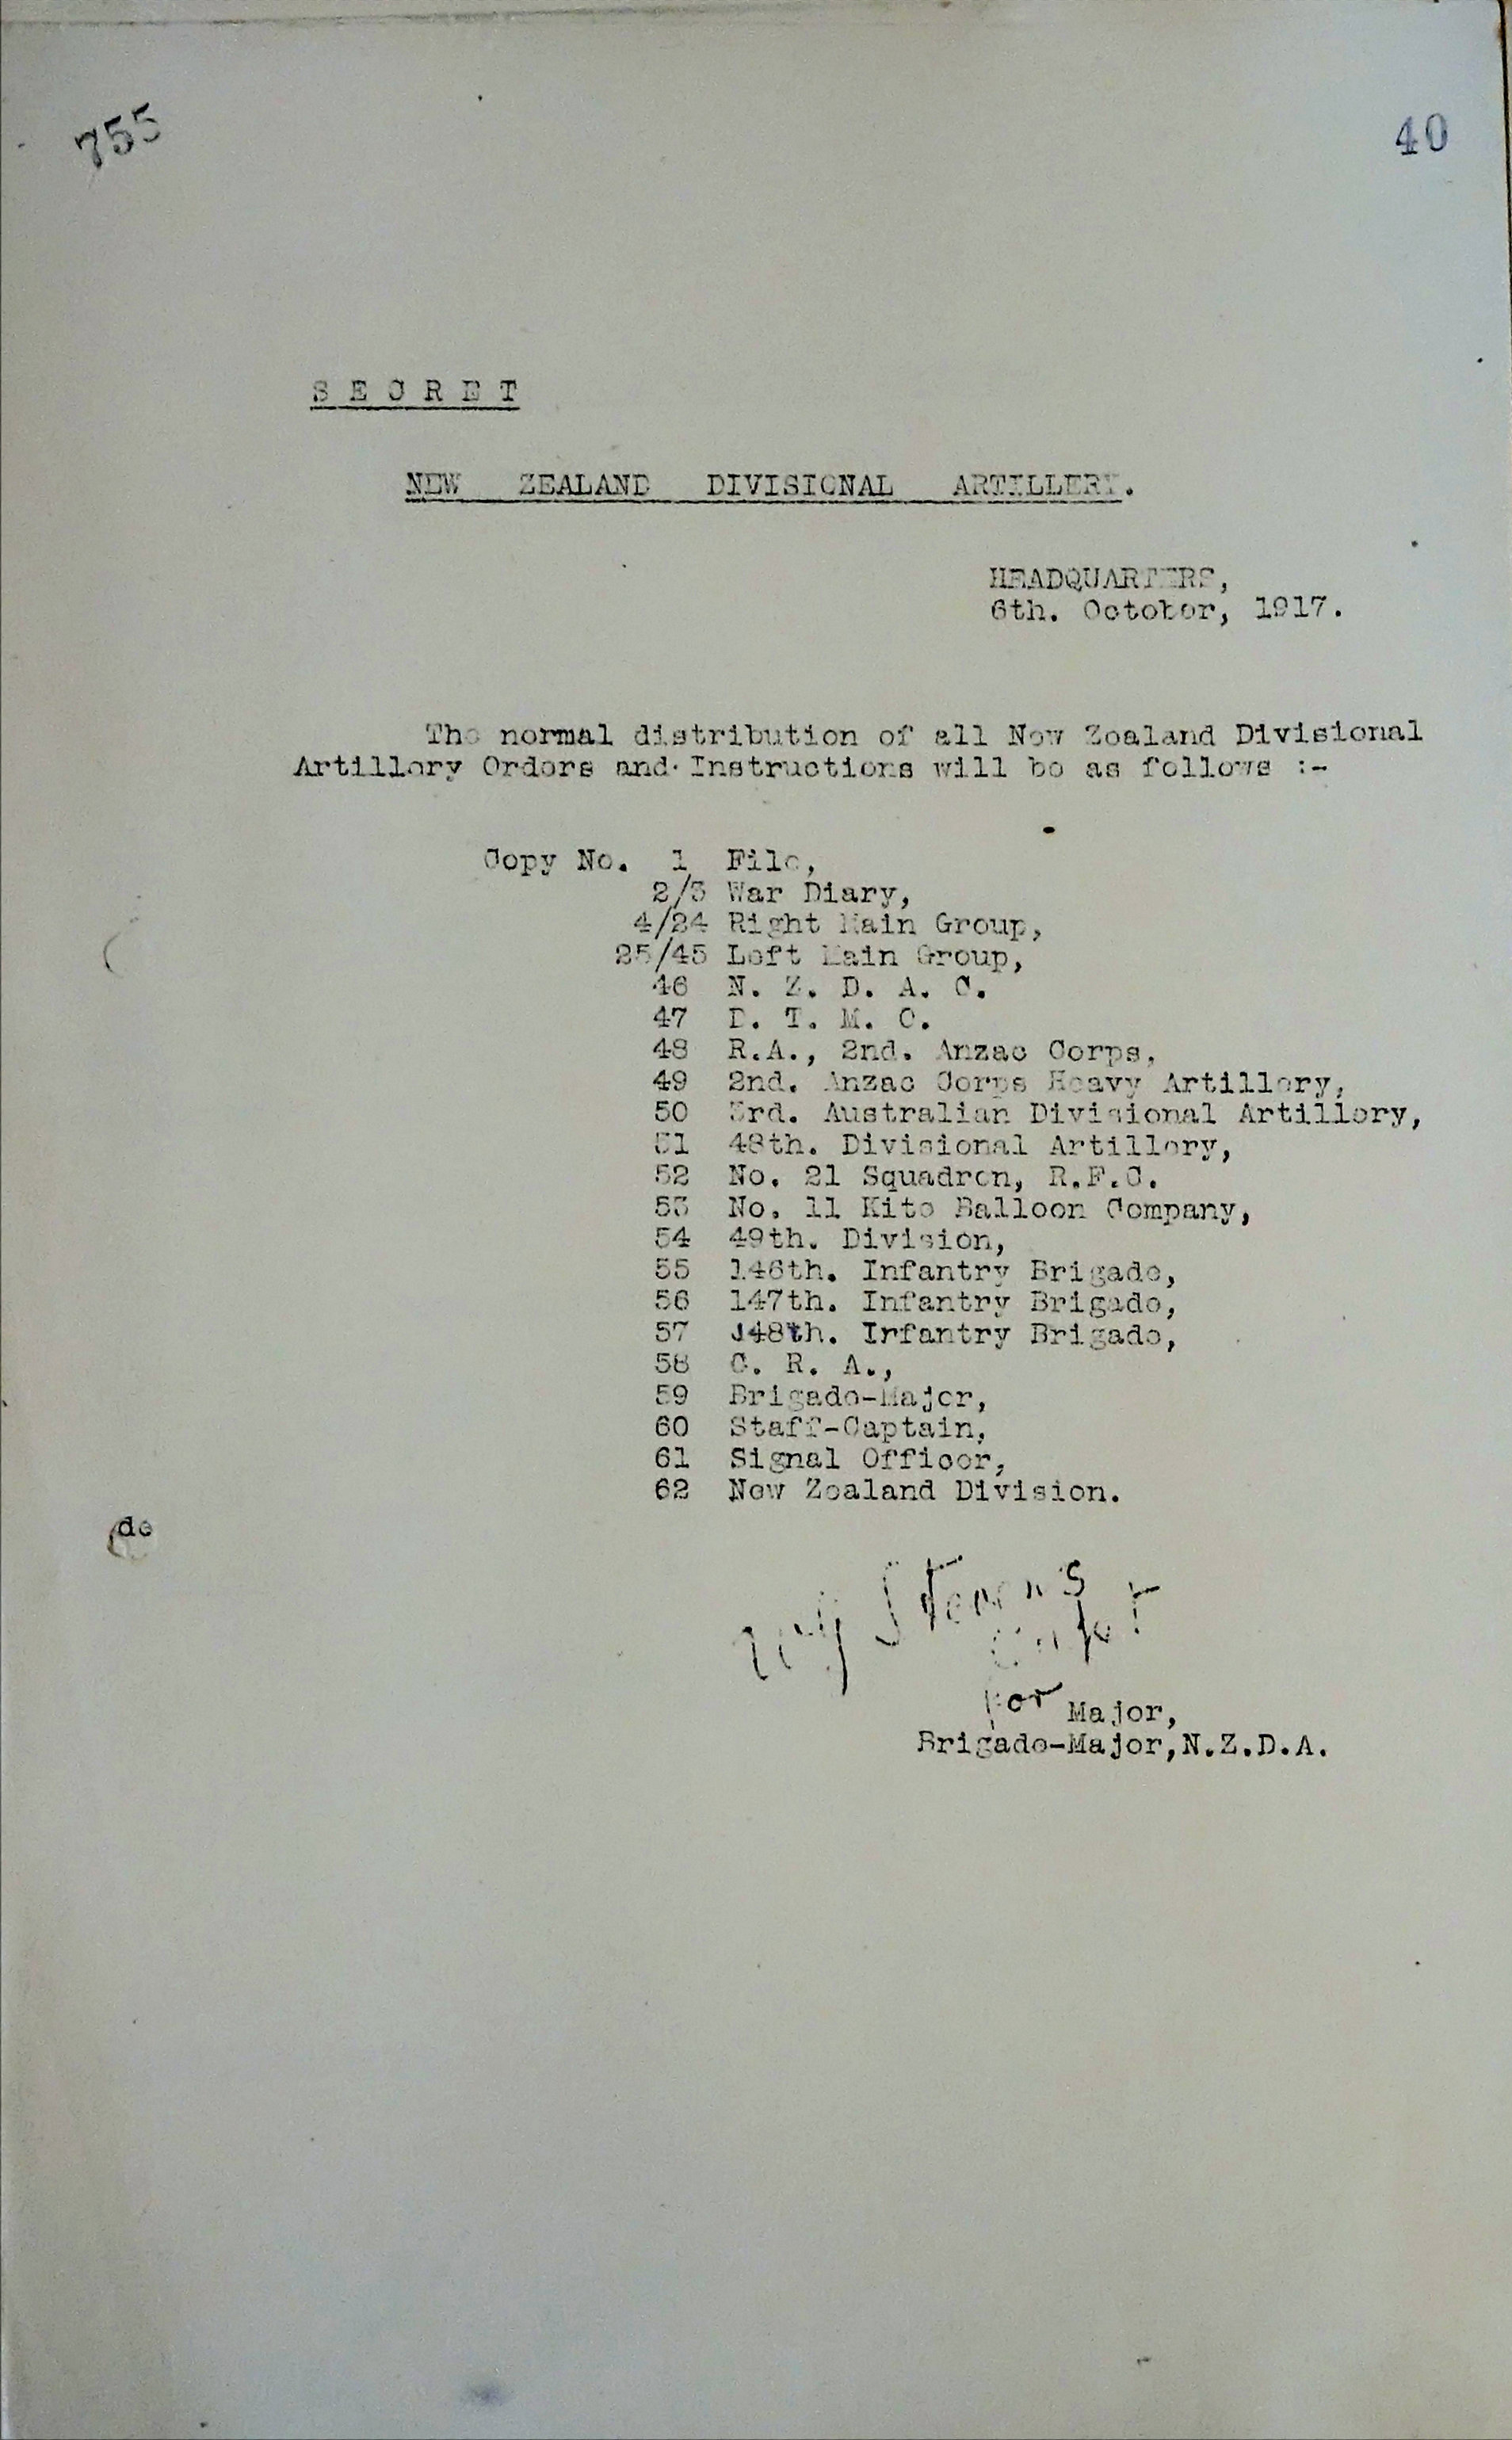 755
40
S E C R E T
NEW ZEALAND DIVISIONAL ARTILLERY.
HEADQUARTERS,
6th. October, 1917.
The normal distribution of all New Zealand Divisional
Artillery Orders and Instructions will be as follows :-
Copy No. 1 File,
2/3 War Diary,
4/24 Right Main Group,
25/45 Left Main Group,
46 N. Z. D. A. C.
47 D. T. M. O.
48 R.A., 2nd. Anzac Corps,
49 2nd. Anzac Corps Heavy Artillery,
50 3rd. Australian Divisional Artillery,
51 48th. Divisional Artillery,
52 No. 21 Squadron, R.F.C.
53 No. 11 Kite Balloon Company,
54 49th. Division,
55 146th. Infantry Brigade,
56 147th. Infantry Brigade,
57 148th. Infantry Brigade,
58 C. R. A.,
59 Brigade-Major,
60 Staff-Captain,
61 Signal Officer,
62 New Zealand Division.
de
Stevens
Capt
for Major,
Brigade-Major,N.Z.D.A.